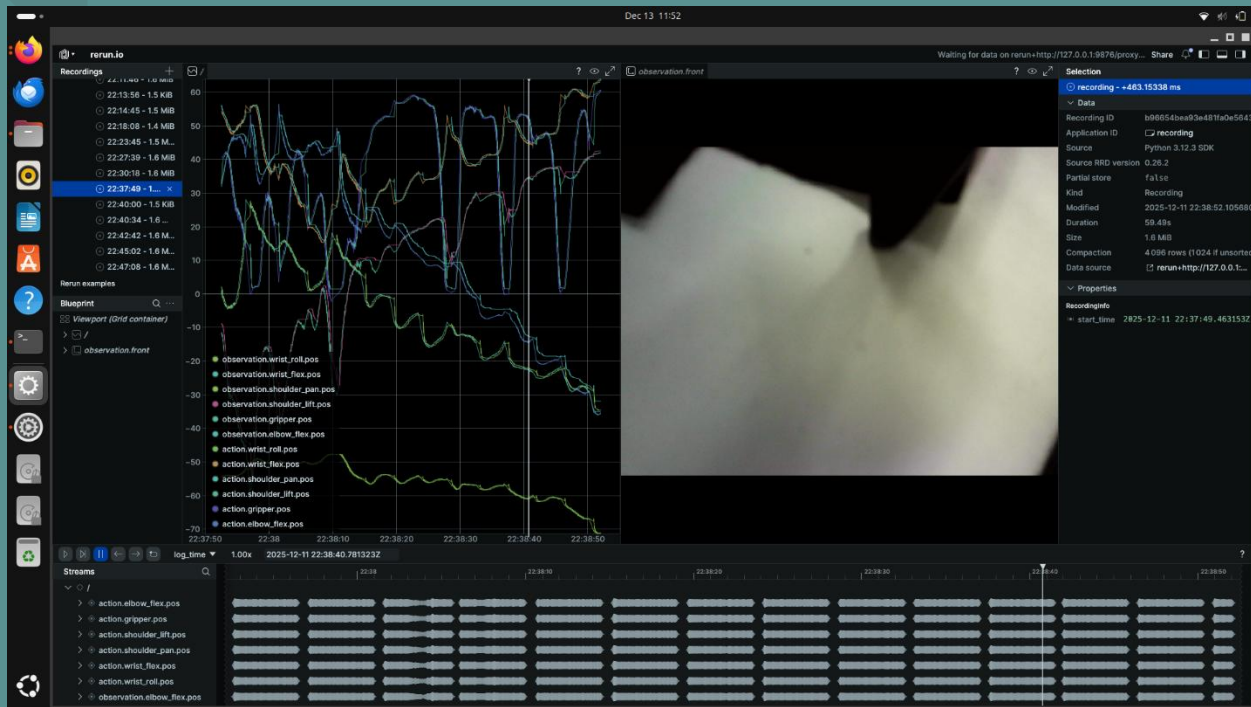 Dec 13 11:52
rerun.io
Waiting for data on rerun+http://127.0.0.1:9876/proxy... Share
Recordings
/
? 
observation.front
?
Selection
22:11:46 - 1.6 MiB
22:13:56 - 1.5 KiB
22:14:45 - 1.5 MiB
22:18:08 - 1.4 MiB
22:23:45 - 1.5 M...
22:27:39 - 1.6 MiB
22:30:18 - 1.6 MiB
22:37:49 - 1.... ×
22:40:00 - 1.5 KiB
22:40:34 - 1.6 ...
22:42:42 - 1.6 M...
22:45:02 - 1.6 M...
22:47:08 - 1.6 M...
Rerun examples
Blueprint
Viewport (Grid container)
/
observation.front
60
50
40
30
20
10
0
-10
-20
-30
-40
-50
-60
-70
observation.wrist_roll.pos
observation.wrist_flex.pos
observation.shoulder_pan.pos
observation.shoulder_lift.pos
observation.gripper.pos
observation.elbow_flex.pos
action.wrist_roll.pos
action.wrist_flex.pos
action.shoulder_pan.pos
action.shoulder_lift.pos
action.gripper.pos
action.elbow_flex.pos
22:37:50 22:38 22:38:10 22:38:20 22:38:30 22:38:40 22:38:50
recording - +463.15338 ms
Data
Recording ID b96654bea93e481fa0e5643
Application ID recording
Source Python 3.12.3 SDK
Source RRD version 0.26.2
Partial store false
Kind Recording
Modified 2025-12-11 22:38:52.105680
Duration 59.49s
Size 1.6 MiB
Compaction 4 096 rows (1 024 if unsorted
Data source rerun+http://127.0.0.1:...
Properties
RecordingInfo
start_time 2025-12-11 22:37:49.463153Z
log_time 1.00x 2025-12-11 22:38:40.781323Z ?
Streams
22:38 22:38:10 22:38:20 22:38:30 22:38:50
/
action.elbow_flex.pos
action.gripper.pos
action.shoulder_lift.pos
action.shoulder_pan.pos
action.wrist_flex.pos
action.wrist_roll.pos
observation.elbow_flex.pos